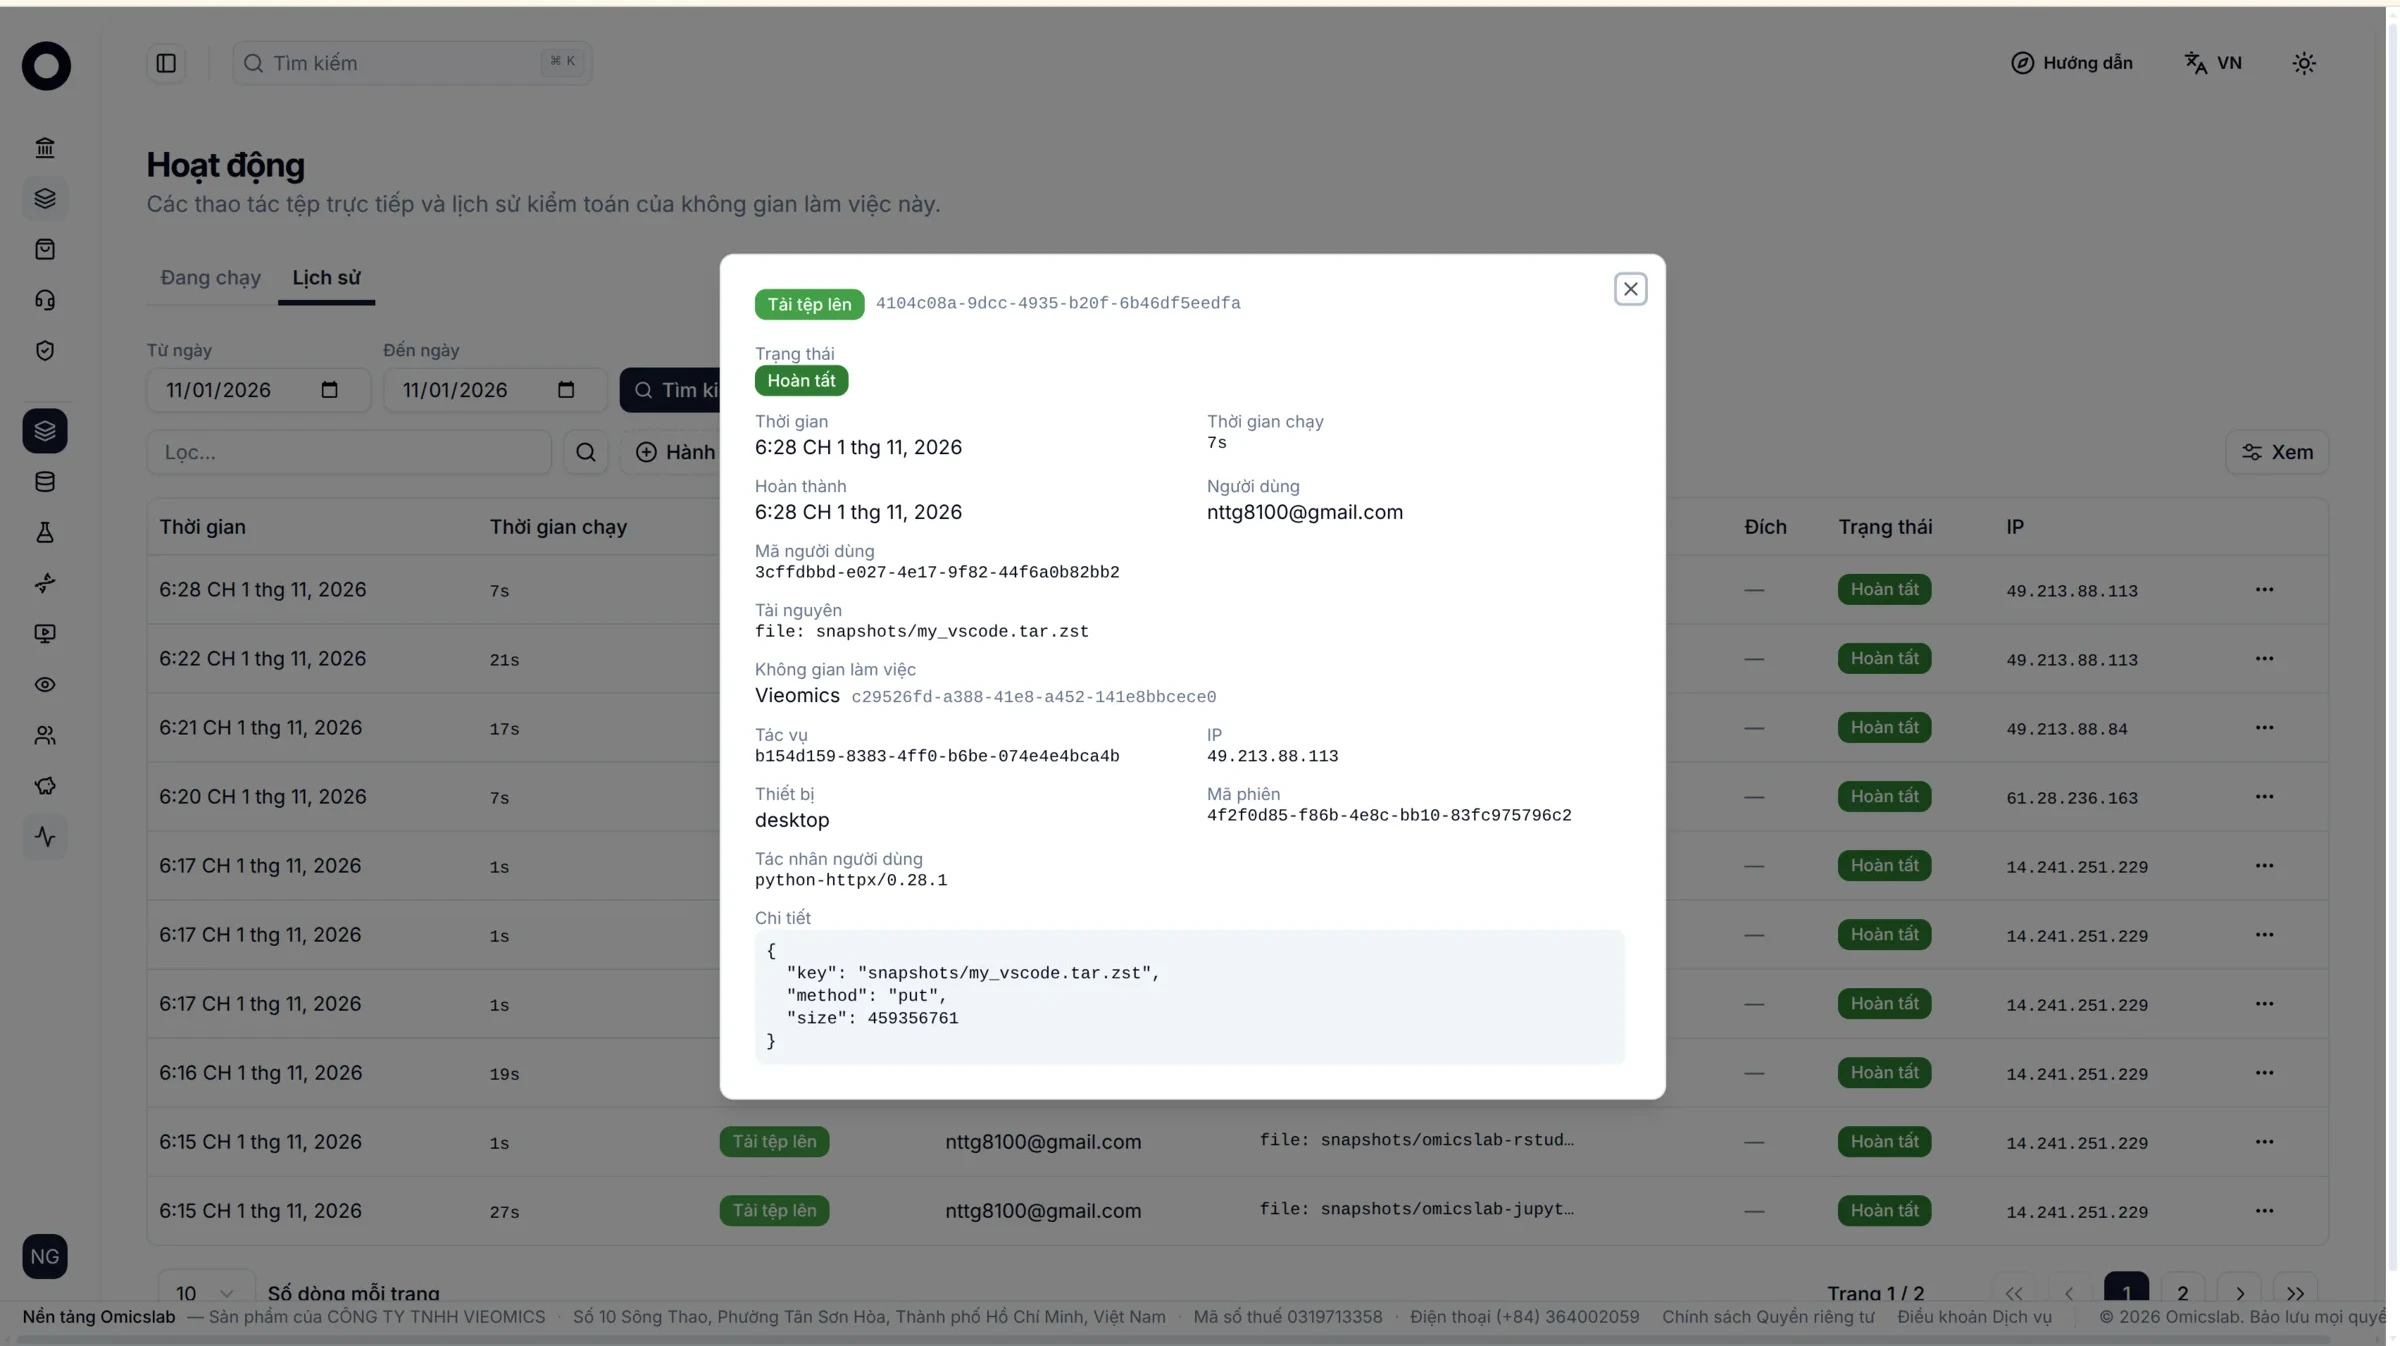 Tìm kiếm
⌘ K
Hướng dẫn
VN
Hoạt động
Các thao tác tệp trực tiếp và lịch sử kiểm toán của không gian làm việc này.
Đang chạy
Lịch sử
Từ ngày
Đến ngày
11/01/2026
11/01/2026
Tìm ki
Lọc...
Hành
Xem
Thời gian
Thời gian chạy
Đích
Trạng thái
IP
6:28 CH 1 thg 11, 2026
7s
—
Hoàn tất
49.213.88.113
6:22 CH 1 thg 11, 2026
21s
—
Hoàn tất
49.213.88.113
6:21 CH 1 thg 11, 2026
17s
—
Hoàn tất
49.213.88.84
6:20 CH 1 thg 11, 2026
7s
—
Hoàn tất
61.28.236.163
6:17 CH 1 thg 11, 2026
1s
—
Hoàn tất
14.241.251.229
6:17 CH 1 thg 11, 2026
1s
—
Hoàn tất
14.241.251.229
6:17 CH 1 thg 11, 2026
1s
—
Hoàn tất
14.241.251.229
6:16 CH 1 thg 11, 2026
19s
—
Hoàn tất
14.241.251.229
6:15 CH 1 thg 11, 2026
1s
Tải tệp lên
nttg8100@gmail.com
file: snapshots/omicslab-rstud…
—
Hoàn tất
14.241.251.229
6:15 CH 1 thg 11, 2026
27s
Tải tệp lên
nttg8100@gmail.com
file: snapshots/omicslab-jupyt…
—
Hoàn tất
14.241.251.229
Tải tệp lên
4104c08a-9dcc-4935-b20f-6b46df5eedfa
Trạng thái
Hoàn tất
Thời gian
6:28 CH 1 thg 11, 2026
Thời gian chạy
7s
Hoàn thành
6:28 CH 1 thg 11, 2026
Người dùng
nttg8100@gmail.com
Mã người dùng
3cffdbbd-e027-4e17-9f82-44f6a0b82bb2
Tài nguyên
file: snapshots/my_vscode.tar.zst
Không gian làm việc
Vieomics c29526fd-a388-41e8-a452-141e8bbcece0
Tác vụ
b154d159-8383-4ff0-b6be-074e4e4bca4b
IP
49.213.88.113
Thiết bị
desktop
Mã phiên
4f2f0d85-f86b-4e8c-bb10-83fc975796c2
Tác nhân người dùng
python-httpx/0.28.1
Chi tiết
{
"key": "snapshots/my_vscode.tar.zst",
"method": "put",
"size": 459356761
}
NG
10
Số dòng mỗi trang
Trang 1 / 2
1
2
Nền tảng Omicslab — Sản phẩm của CÔNG TY TNHH VIEOMICS · Số 10 Sông Thao, Phường Tân Sơn Hòa, Thành phố Hồ Chí Minh, Việt Nam · Mã số thuế 0319713358 · Điện thoại (+84) 364002059 Chính sách Quyền riêng tư Điều khoản Dịch vụ © 2026 Omicslab. Bảo lưu mọi quyề